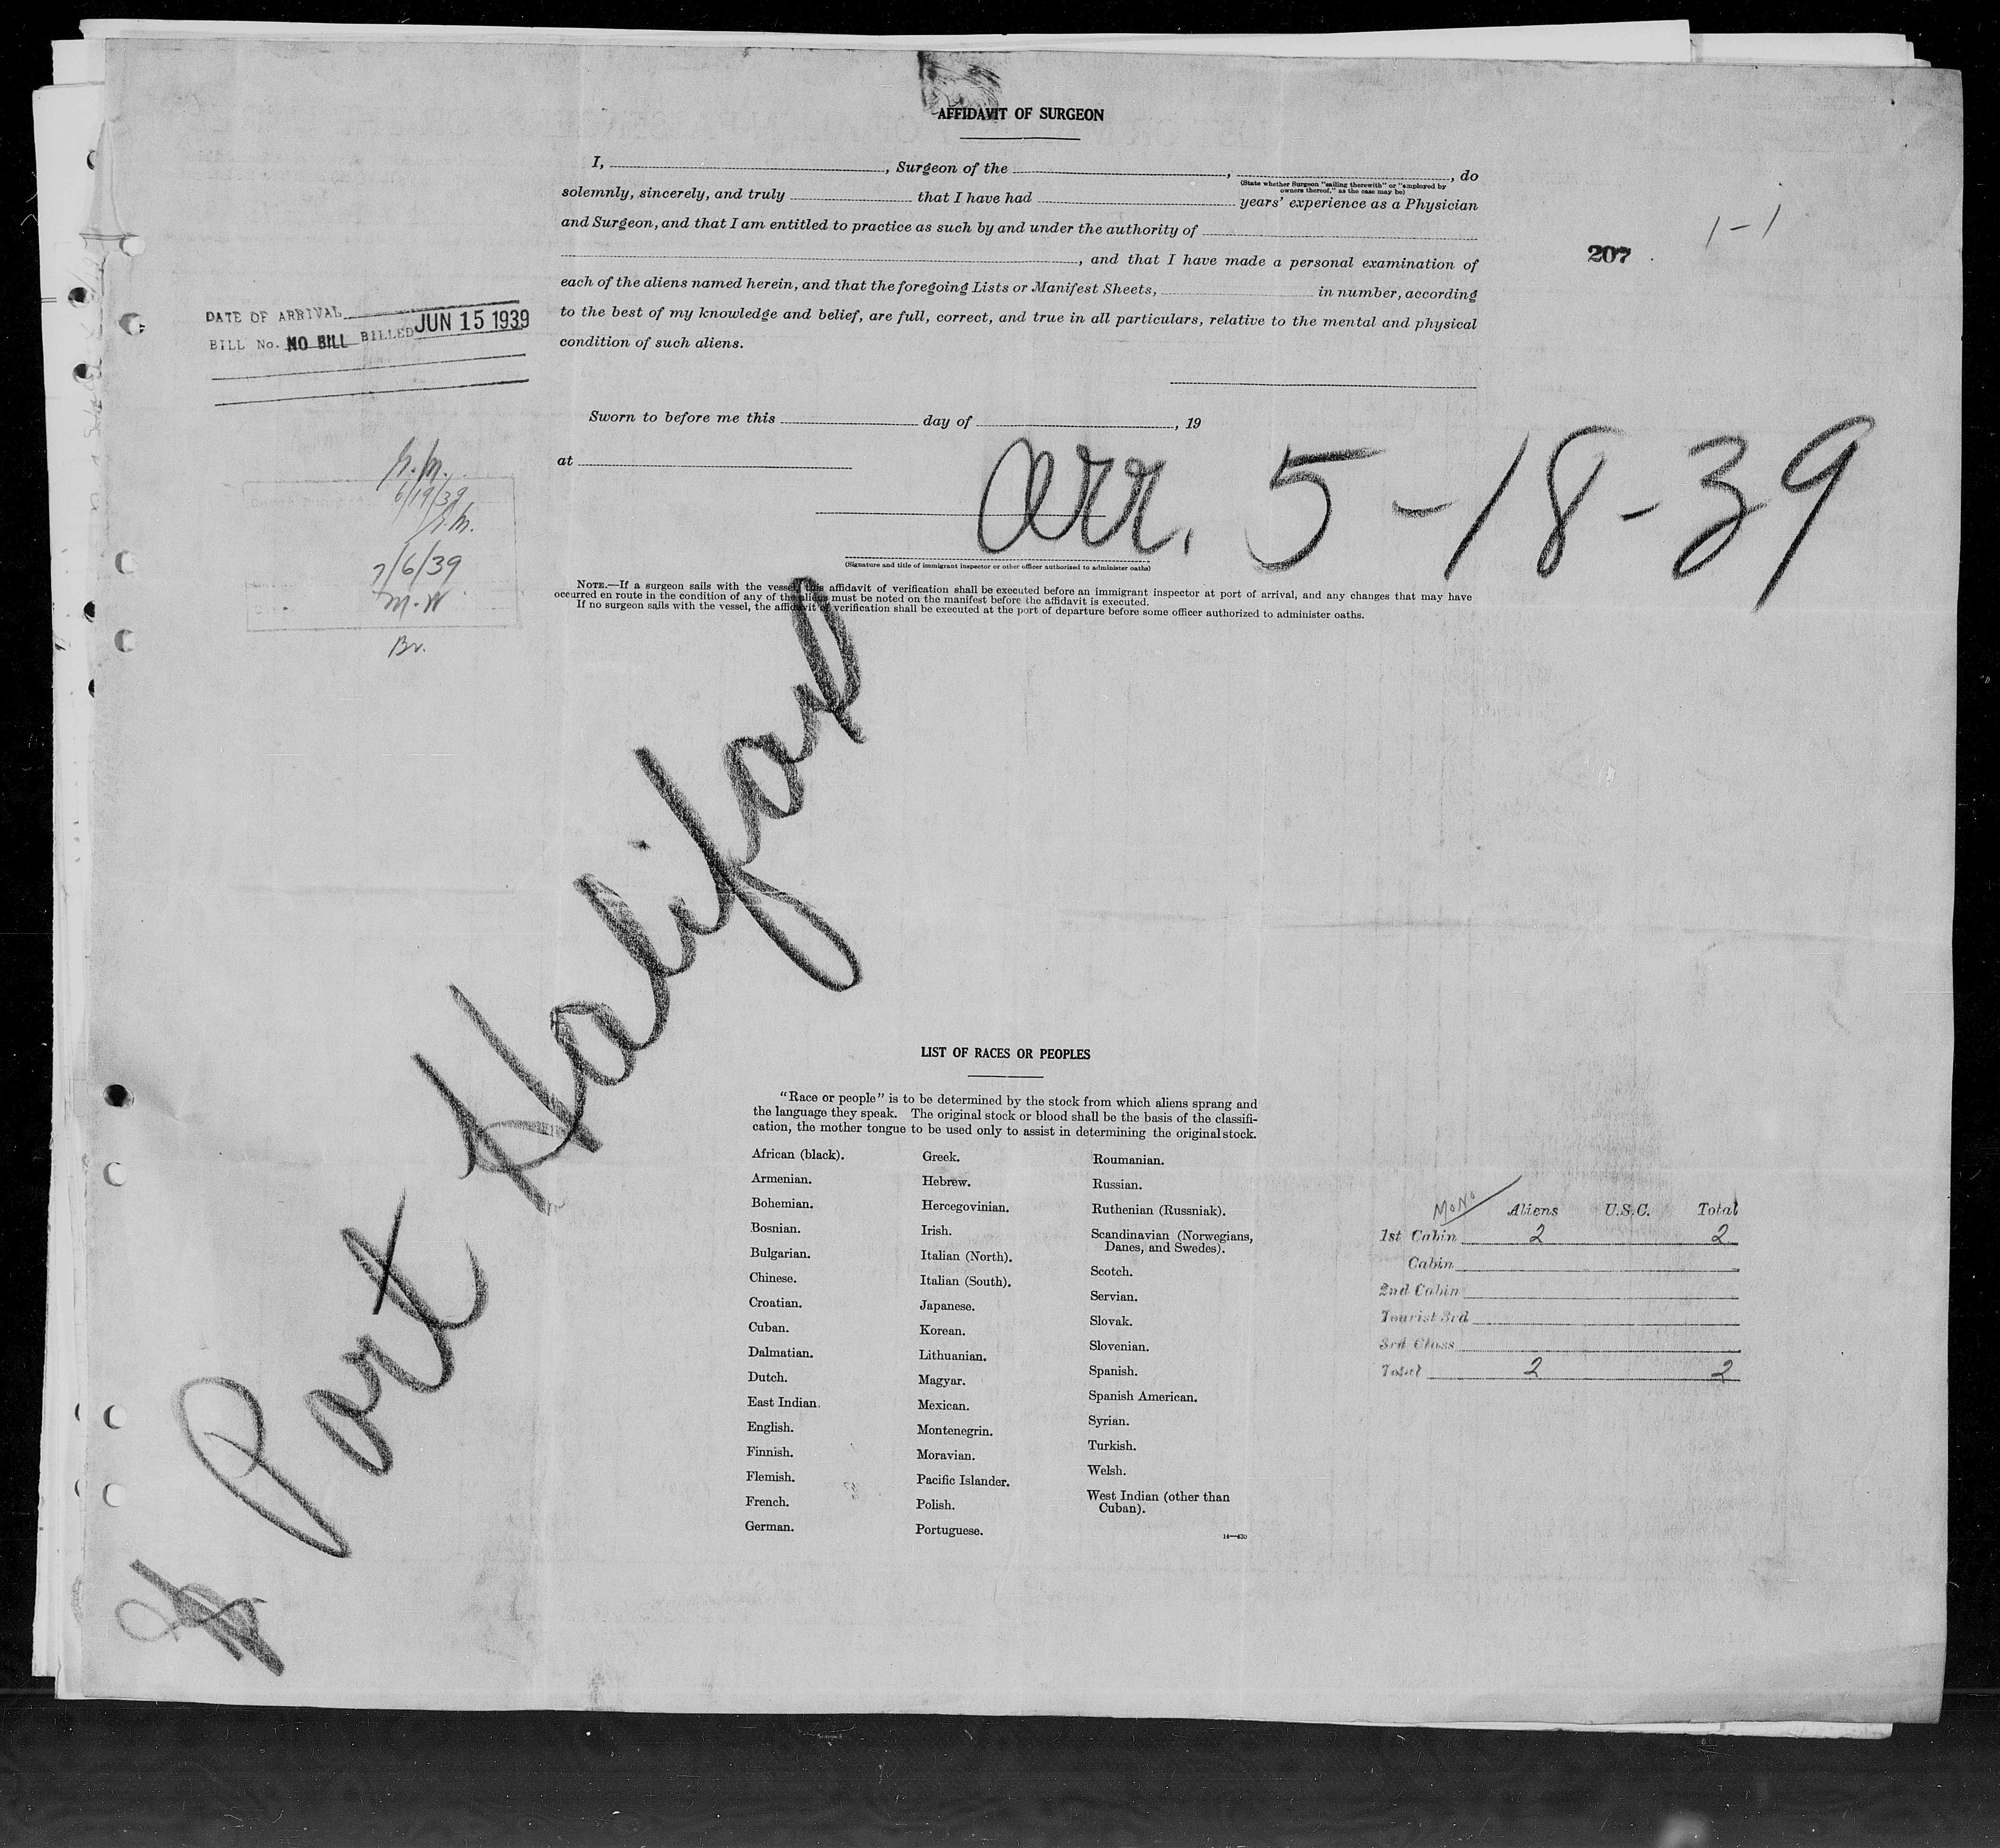 AFFIDAVIT OF SURGEON
I, , Surgeon of the , , do
(State whether Surgeon "sailing therewith" or "employed by
owners thereof," as the case may be)
solemnly, sincerely, and truly that I have had years' experience as a Physician
and Surgeon, and that I am entitled to practice as such by and under the authority of
, and that I have made a personal examination of
each of the aliens named herein, and that the foregoing Lists or Manifest Sheets, in number, according
to the best of my knowledge and belief, are full, correct, and true in all particulars, relative to the mental and physical
condition of such aliens.
207
1-1
DATE OF ARRIVAL
BILL No. NO BILL BILLED JUN 15 1939
Sworn to before me this day of , 19
at
arr. 5-18-39
(Signature and title of immigrant inspector or other officer authorized to administer oaths)
6/19/39
7/6/39
M.W
Br.
NOTE.—If a surgeon sails with the vessel, this affidavit of verification shall be executed before an immigrant inspector at port of arrival, and any changes that may have
occurred en route in the condition of any of the aliens must be noted on the manifest before the affidavit is executed.
If no surgeon sails with the vessel, the affidavit of verification shall be executed at the port of departure before some officer authorized to administer oaths.
Port Halifax
LIST OF RACES OR PEOPLES
"Race or people" is to be determined by the stock from which aliens sprang and
the language they speak. The original stock or blood shall be the basis of the classifi-
cation, the mother tongue to be used only to assist in determining the original stock.
African (black).
Armenian.
Bohemian.
Bosnian.
Bulgarian.
Chinese.
Croatian.
Cuban.
Dalmatian.
Dutch.
East Indian.
English.
Finnish.
Flemish.
French.
German.
Greek.
Hebrew.
Hercegovinian.
Irish.
Italian (North).
Italian (South).
Japanese.
Korean.
Lithuanian.
Magyar.
Mexican.
Montenegrin.
Moravian.
Pacific Islander.
Polish.
Portuguese.
Roumanian.
Russian.
Ruthenian (Russniak).
Scandinavian (Norwegians,
Danes, and Swedes).
Scotch.
Servian.
Slovak.
Slovenian.
Spanish.
Spanish American.
Syrian.
Turkish.
Welsh.
West Indian (other than
Cuban).
14—430
MONO Aliens U.S.C. Total
1st Cabin 2 2
Cabin
2nd Cabin
Tourist 3rd
3rd Class
Total 2 2